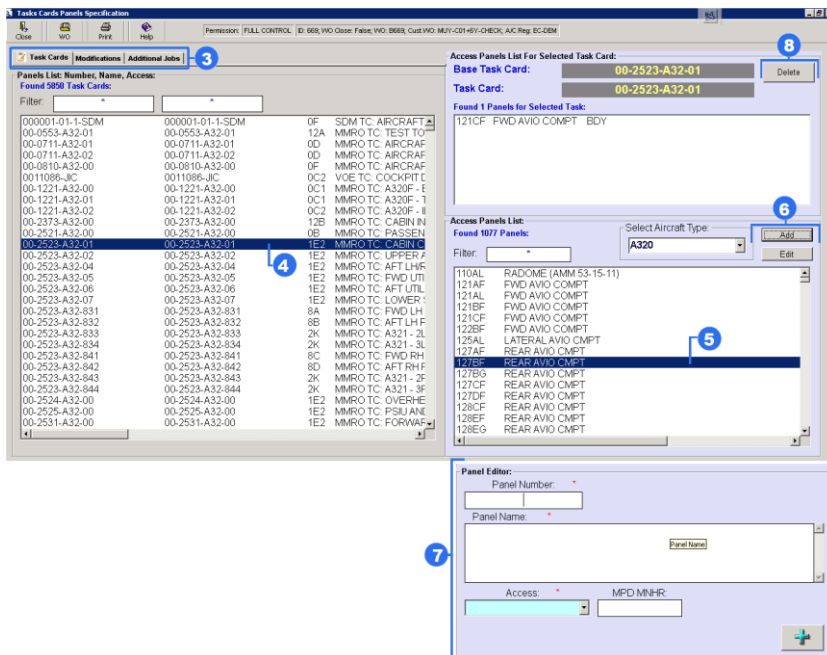 Tasks Cards Panels Specification
Close WO Print Help
Permission: FULL CONTROL ID: 669; WO Close: False; WO: B669; Cust.WO: MUY-C01+6Y-CHECK; A/C Reg: EC-DEM
Task Cards Modifications Additional Jobs
3
Panels List: Number, Name, Access:
Found 5850 Task Cards:
Filter: * *
000001-01-1-SDM 000001-01-1-SDM 0F SDM TC: AIRCRAFT
00-0553-A32-01 00-0553-A32-01 12A MMRO TC: TEST TO
00-0711-A32-01 00-0711-A32-01 0D MMRO TC: AIRCRAF
00-0711-A32-02 00-0711-A32-02 0D MMRO TC: AIRCRAF
00-0810-A32-00 00-0810-A32-00 0F MMRO TC: AIRCRAF
0011086-JIC 0011086-JIC 0C2 VOE TC: COCKPIT D
00-1221-A32-00 00-1221-A32-00 0C1 MMRO TC: A320F - E
00-1221-A32-01 00-1221-A32-01 0C1 MMRO TC: A320F - T
00-1221-A32-02 00-1221-A32-02 0C2 MMRO TC: A320F - II
00-2373-A32-00 00-2373-A32-00 12B MMRO TC: CABIN IN
00-2521-A32-00 00-2521-A32-00 0B MMRO TC: PASSEN
00-2523-A32-01 00-2523-A32-01 1E2 MMRO TC: CABIN C
4
00-2523-A32-02 00-2523-A32-02 1E2 MMRO TC: UPPER A
00-2523-A32-04 00-2523-A32-04 1E2 MMRO TC: AFT LH/R
00-2523-A32-05 00-2523-A32-05 1E2 MMRO TC: FWD UTI
00-2523-A32-06 00-2523-A32-06 1E2 MMRO TC: AFT UTIL
00-2523-A32-07 00-2523-A32-07 1E2 MMRO TC: LOWER S
00-2523-A32-831 00-2523-A32-831 8A MMRO TC: FWD LH
00-2523-A32-832 00-2523-A32-832 8B MMRO TC: AFT LH F
00-2523-A32-833 00-2523-A32-833 2K MMRO TC: A321 - 2L
00-2523-A32-834 00-2523-A32-834 2K MMRO TC: A321 - 3L
00-2523-A32-841 00-2523-A32-841 8C MMRO TC: FWD RH
00-2523-A32-842 00-2523-A32-842 8D MMRO TC: AFT RH F
00-2523-A32-843 00-2523-A32-843 2K MMRO TC: A321 - 2F
00-2523-A32-844 00-2523-A32-844 2K MMRO TC: A321 - 3F
00-2524-A32-00 00-2524-A32-00 1E2 MMRO TC: OVERHE
00-2525-A32-00 00-2525-A32-00 1E2 MMRO TC: PSIU AND
00-2531-A32-00 00-2531-A32-00 1E2 MMRO TC: FORWAF
Access Panels List For Selected Task Card:
Base Task Card: 00-2523-A32-01
Task Card: 00-2523-A32-01
8
Delete
Found 1 Panels for Selected Task:
121CF FWD AVIO COMPT BDY
Access Panels List:
Found 1077 Panels:
Select Aircraft Type:
A320
6
Add
Edit
Filter: *
110AL RADOME (AMM 53-15-11)
121AF FWD AVIO COMPT
121AL FWD AVIO COMPT
121BF FWD AVIO COMPT
121CF FWD AVIO COMPT
122BF FWD AVIO COMPT
125AL LATERAL AVIO CMPT
127AF REAR AVIO CMPT
127BF REAR AVIO CMPT
5
127BG REAR AVIO CMPT
127CF REAR AVIO CMPT
127DF REAR AVIO CMPT
128CF REAR AVIO CMPT
128EF REAR AVIO CMPT
128EG REAR AVIO CMPT
7
Panel Editor:
Panel Number: *
Panel Name: *
Panel Name
Access: * MPD MNHR: